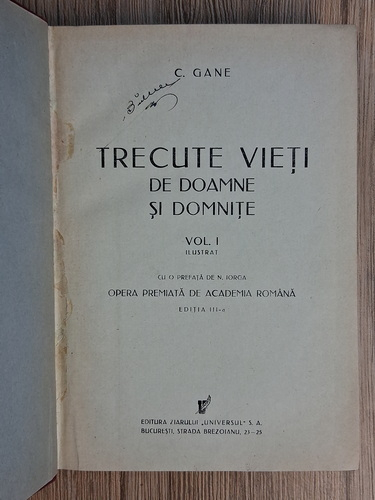 C. GANE
TRECUTE VIEȚI
DE DOAMNE
ȘI DOMNIȚE
VOL. I
ILUSTRAT
CU O PREFAȚĂ DE N. IORGA
OPERA PREMIATĂ DE ACADEMIA ROMÂNĂ
EDIȚIA III-a
EDITURA ZIARULUI „UNIVERSUL” S. A.
BUCUREȘTI, STRADA BREZOIANU, 23-25